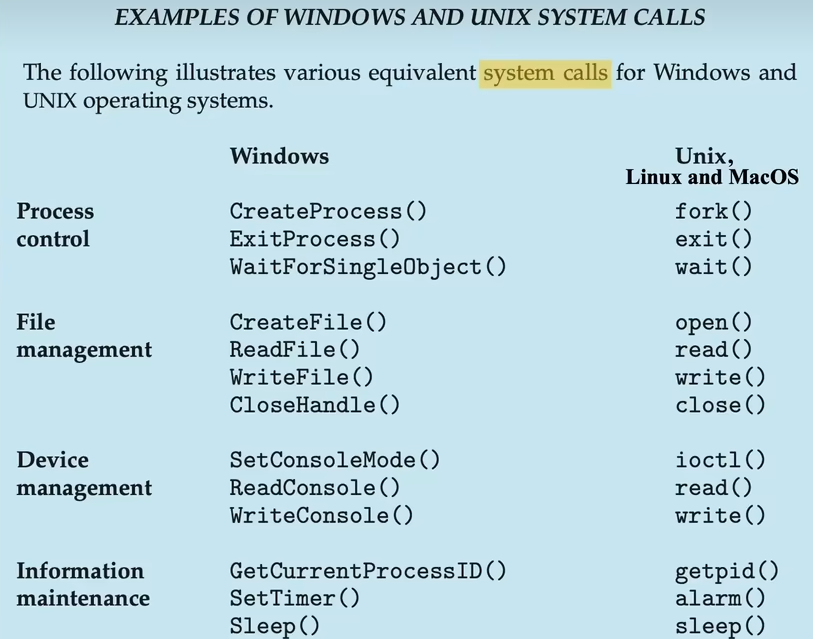 EXAMPLES OF WINDOWS AND UNIX SYSTEM CALLS
The following illustrates various equivalent system calls for Windows and
UNIX operating systems.
Windows Unix,
Linux and MacOS
Process CreateProcess() fork()
control ExitProcess() exit()
WaitForSingleObject() wait()
File CreateFile() open()
management ReadFile() read()
WriteFile() write()
CloseHandle() close()
Device SetConsoleMode() ioctl()
management ReadConsole() read()
WriteConsole() write()
Information GetCurrentProcessID() getpid()
maintenance SetTimer() alarm()
Sleep() sleep()